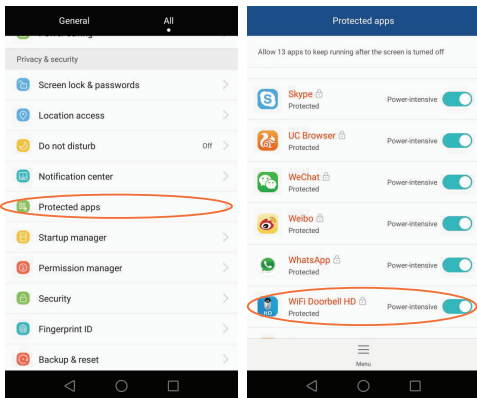 General
All
Power saving
Privacy & security
Screen lock & passwords
Location access
Do not disturb
Off
Notification center
Protected apps
Startup manager
Permission manager
Security
Fingerprint ID
Backup & reset
Protected apps
Allow 13 apps to keep running after the screen is turned off
Skype
Protected
Power-intensive
UC Browser
Protected
Power-intensive
WeChat
Protected
Power-intensive
Weibo
Protected
Power-intensive
WhatsApp
Protected
Power-intensive
HD
WiFi Doorbell HD
Protected
Power-intensive
Menu